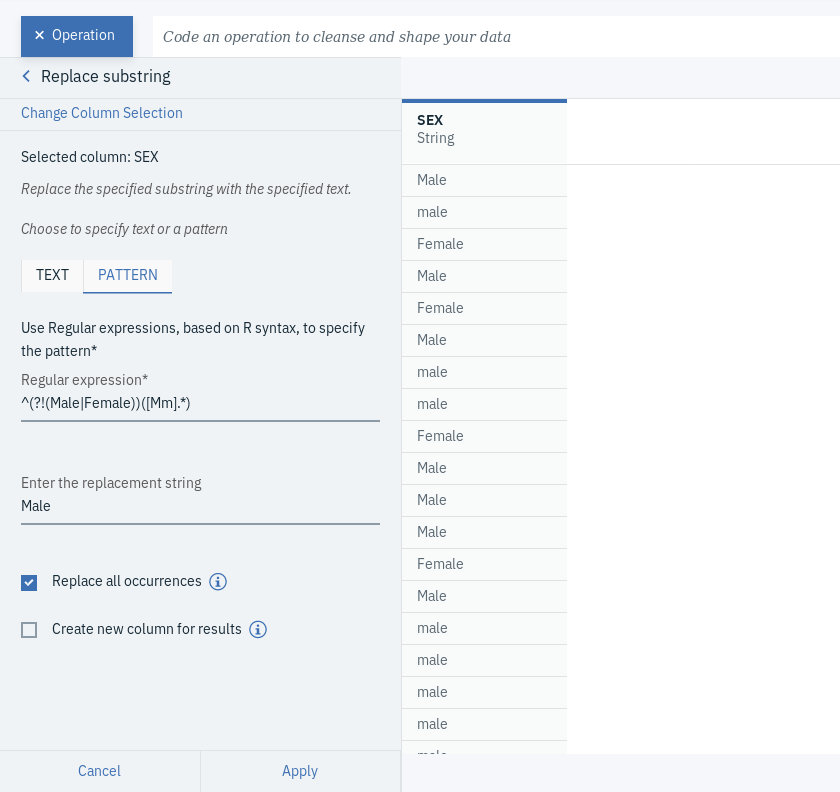 × Operation
Code an operation to cleanse and shape your data
Replace substring
Change Column Selection
Selected column: SEX
Replace the specified substring with the specified text.
Choose to specify text or a pattern
TEXT PATTERN
Use Regular expressions, based on R syntax, to specify
the pattern*
Regular expression*
^(?!(Male|Female))([Mm].*)
Enter the replacement string
Male
Replace all occurrences
Create new column for results
Cancel Apply
SEX
String
Male
male
Female
Male
Female
Male
male
male
Female
Male
Male
Male
Female
Male
male
male
male
male
male